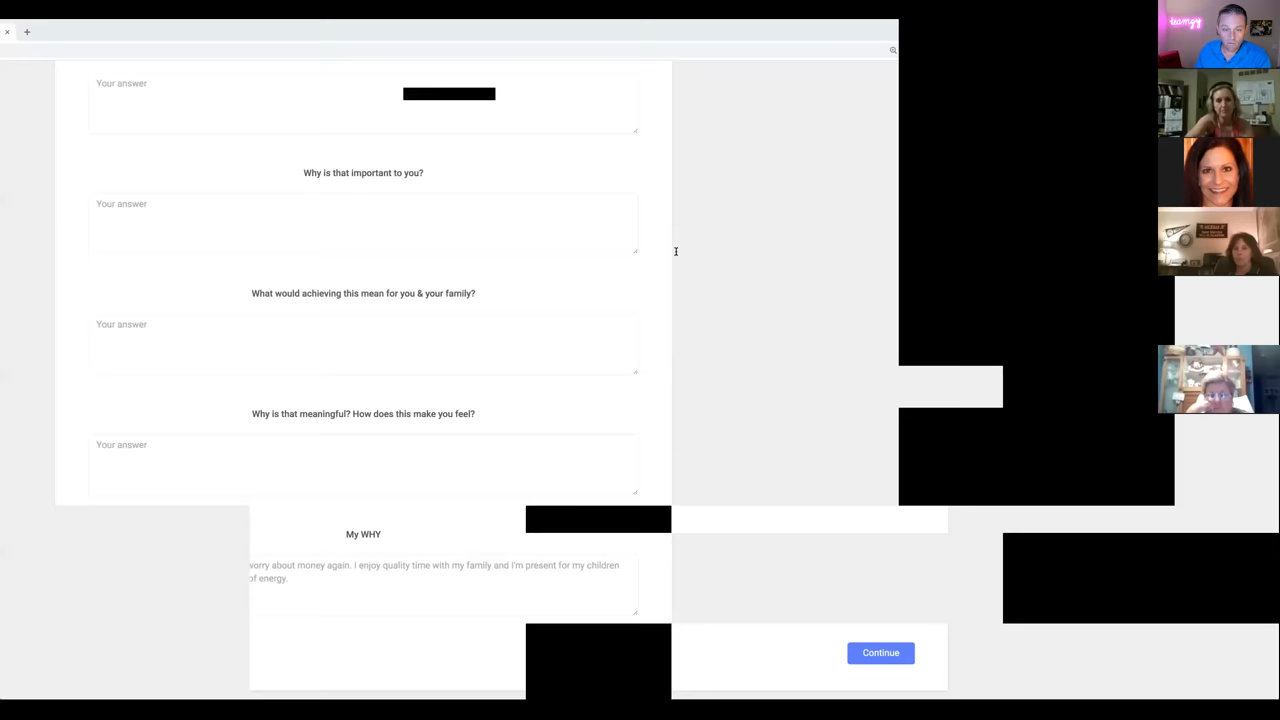 teamgy
Your answer
Why is that important to you?
Your answer
What would achieving this mean for you & your family?
Your answer
Why is that meaningful? How does this make you feel?
Your answer
My WHY
worry about money again. I enjoy quality time with my family and I'm present for my children
of energy.
Continue